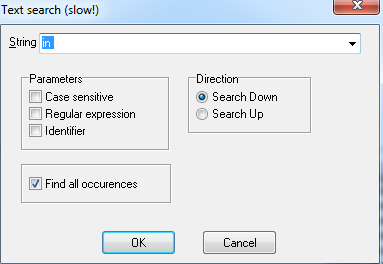 Text search (slow!)
String in
Parameters
Case sensitive
Regular expression
Identifier
Direction
Search Down
Search Up
Find all occurences
OK Cancel